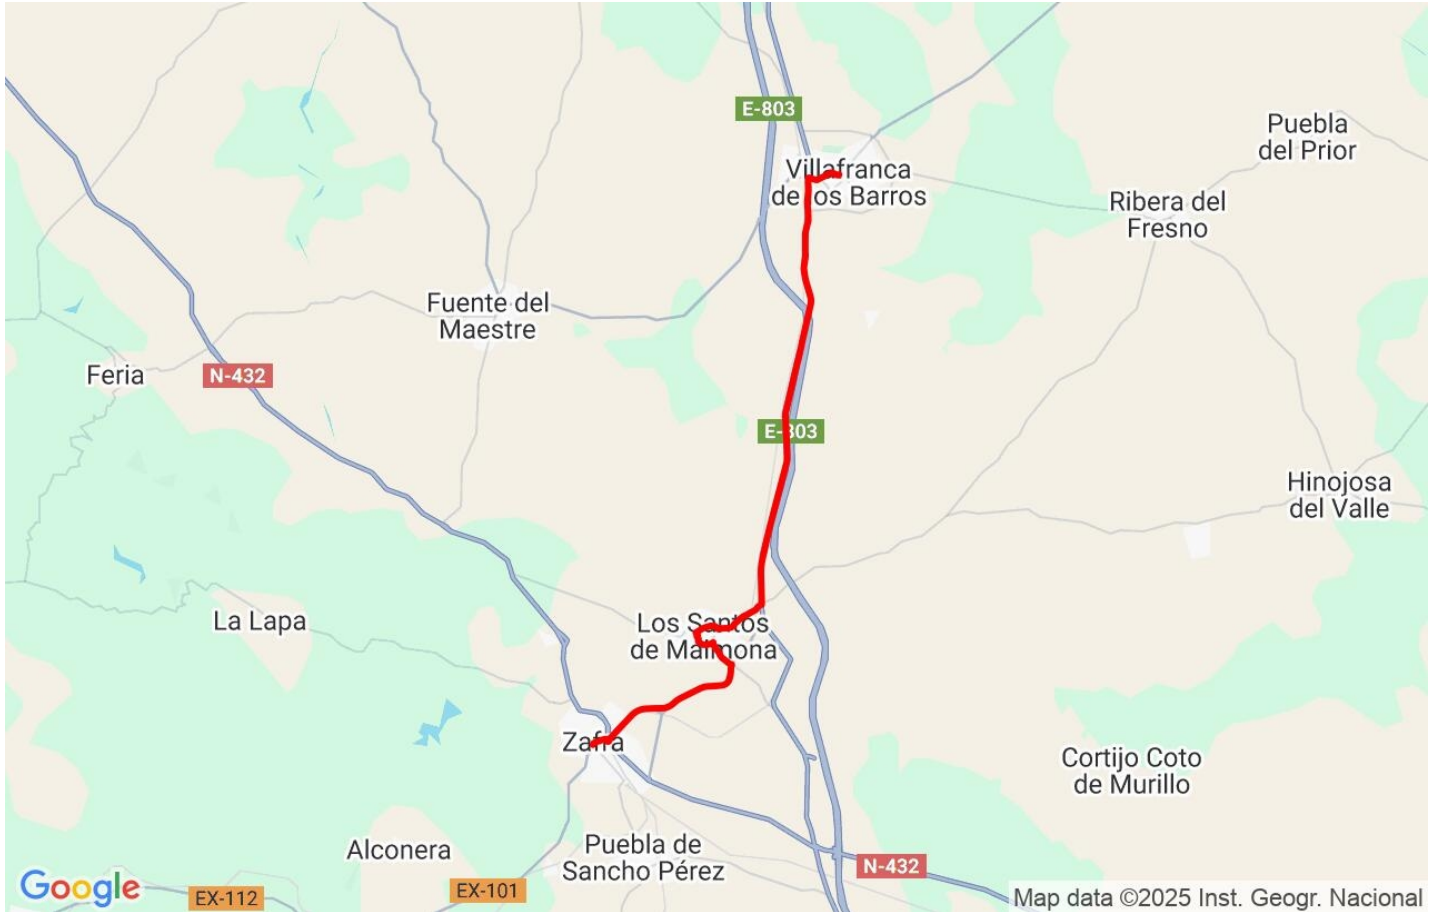 E-803
Puebla
del Prior
Villafranca
de los Barros
Ribera del
Fresno
Fuente del
Maestre
Feria
N-432
E-803
Hinojosa
del Valle
La Lapa
Los Santos
de Maimona
Zafra
Cortijo Coto
de Murillo
Alconera
Puebla de
Sancho Pérez
N-432
Google
EX-112
EX-101
Map data ©2025 Inst. Geogr. Nacional